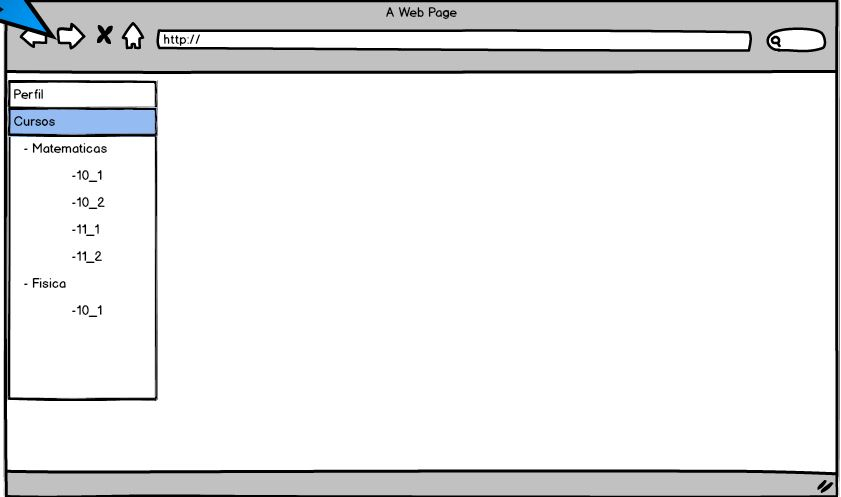 A Web Page
http://
Perfil
Cursos
- Matematicas
-10_1
-10_2
-11_1
-11_2
- Fisica
-10_1